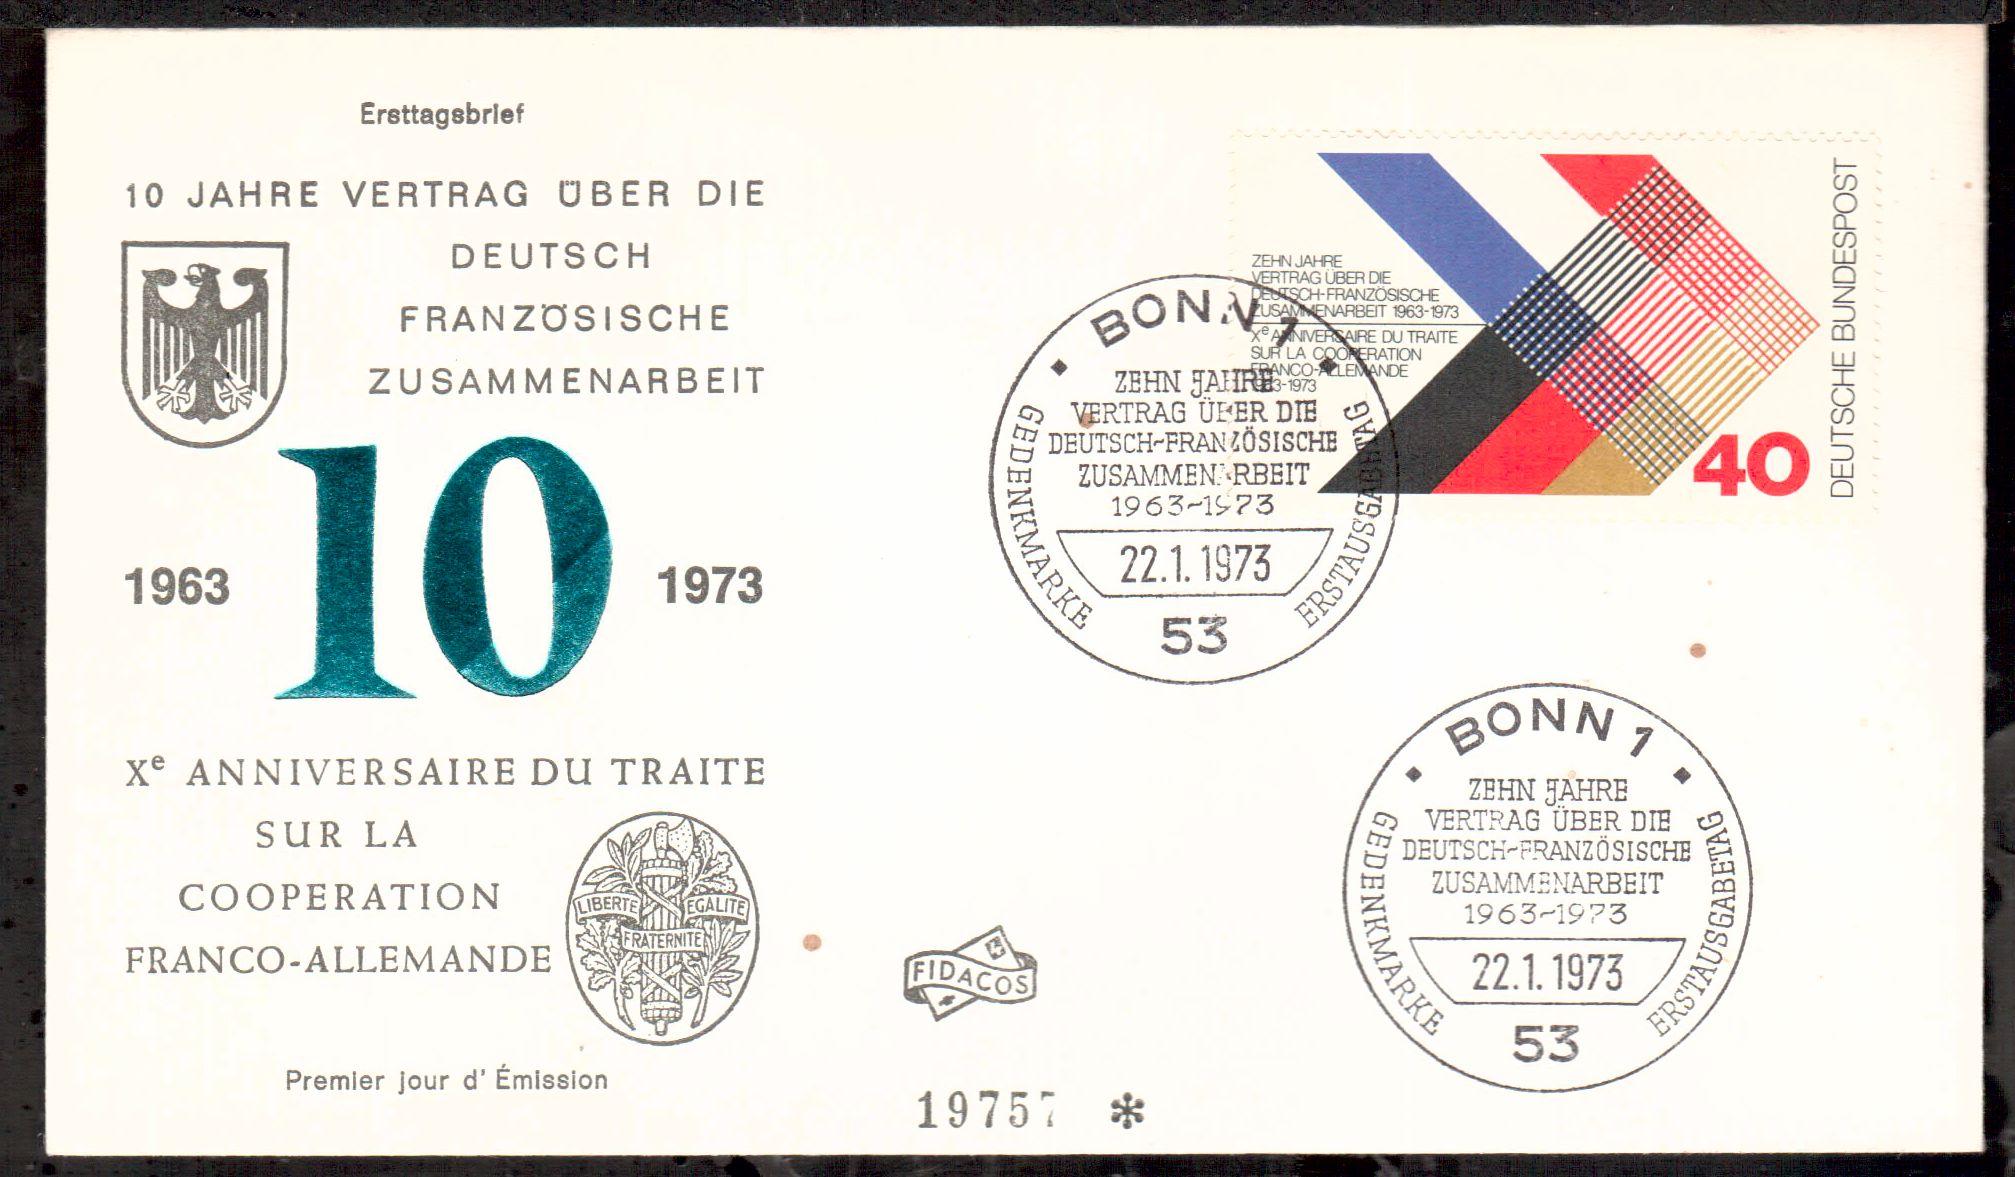 Ersttagsbrief
10 JAHRE VERTRAG ÜBER DIE
DEUTSCH
FRANZÖSISCHE
ZUSAMMENARBEIT
10
1963
1973
Xe ANNIVERSAIRE DU TRAITE
SUR LA
COOPERATION
FRANCO-ALLEMANDE
LIBERTE EGALITE
FRATERNITE
Premier jour d' Émission
FIDACOS
19757 *
ZEHN JAHRE
VERTRAG ÜBER DIE
DEUTSCH-FRANZÖSISCHE
ZUSAMMENARBEIT 1963-1973
Xe ANNIVERSAIRE DU TRAITE
SUR LA COOPERATION
FRANCO-ALLEMANDE
1963-1973
40
DEUTSCHE BUNDESPOST
BONN 1
ZEHN JAHRE
VERTRAG ÜBER DIE
DEUTSCH-FRANZÖSISCHE
ZUSAMMENARBEIT
1963-1973
22.1.1973
53
GEDENKMARKE
ERSTAUSGABETAG
BONN 1
ZEHN JAHRE
VERTRAG ÜBER DIE
DEUTSCH-FRANZÖSISCHE
ZUSAMMENARBEIT
1963-1973
22.1.1973
53
GEDENKMARKE
ERSTAUSGABETAG